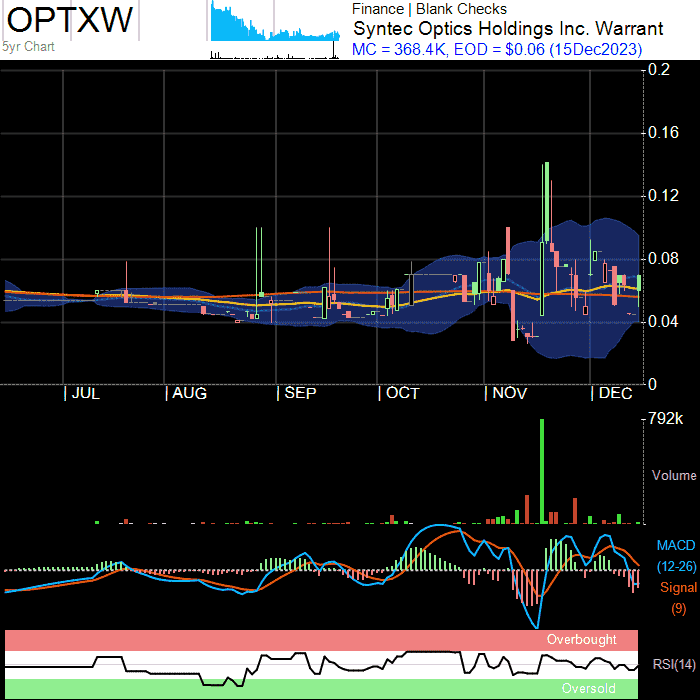 OPTXW
5yr Chart
Finance | Blank Checks
Syntec Optics Holdings Inc. Warrant
MC = 368.4K, EOD = $0.06 (15Dec2023)
0.2
0.16
0.12
0.08
0.04
0
JUL AUG SEP OCT NOV DEC
792k
Volume
MACD
(12-26)
Signal
(9)
Overbought
RSI(14)
Oversold